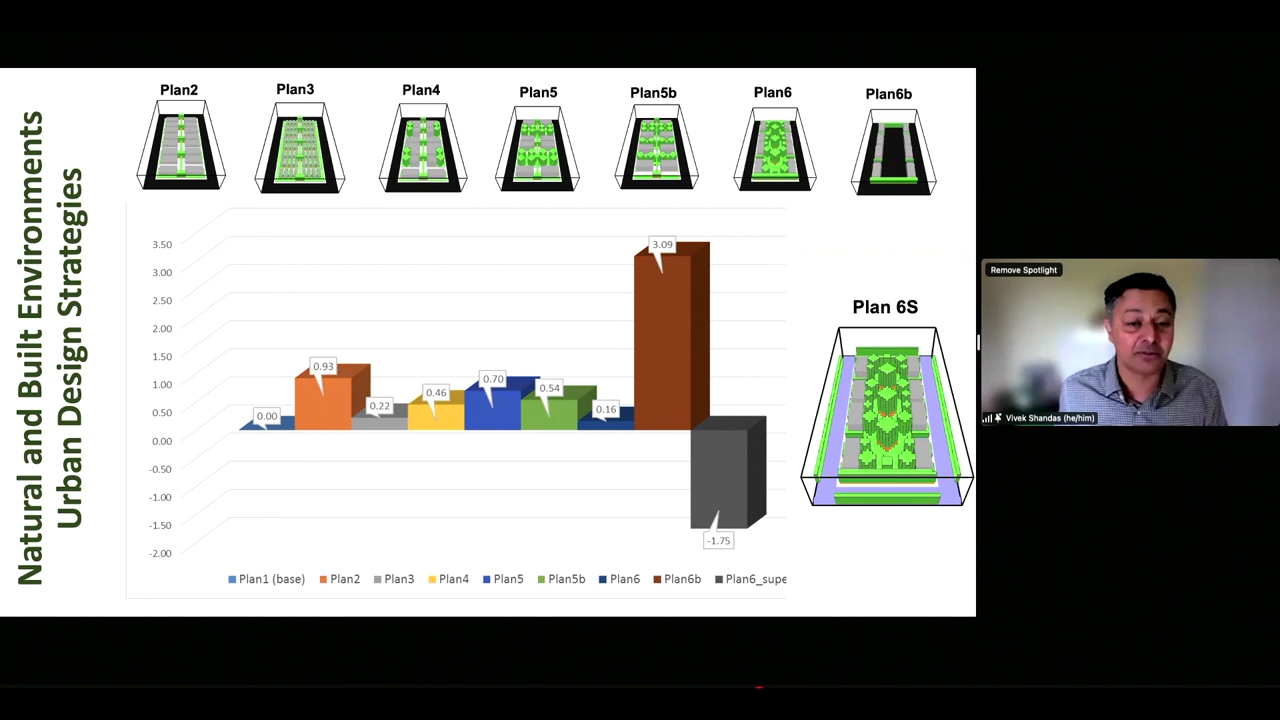 Natural and Built Environments
Urban Design Strategies
Plan2
Plan3
Plan4
Plan5
Plan5b
Plan6
Plan6b
3.50
3.00
2.50
2.00
1.50
1.00
0.50
0.00
-0.50
-1.00
-1.50
-2.00
0.00
0.93
0.22
0.46
0.70
0.54
0.16
3.09
-1.75
Plan1 (base)
Plan2
Plan3
Plan4
Plan5
Plan5b
Plan6
Plan6b
Plan6_supe
Plan 6S
Remove Spotlight
Vivek Shandas (he/him)